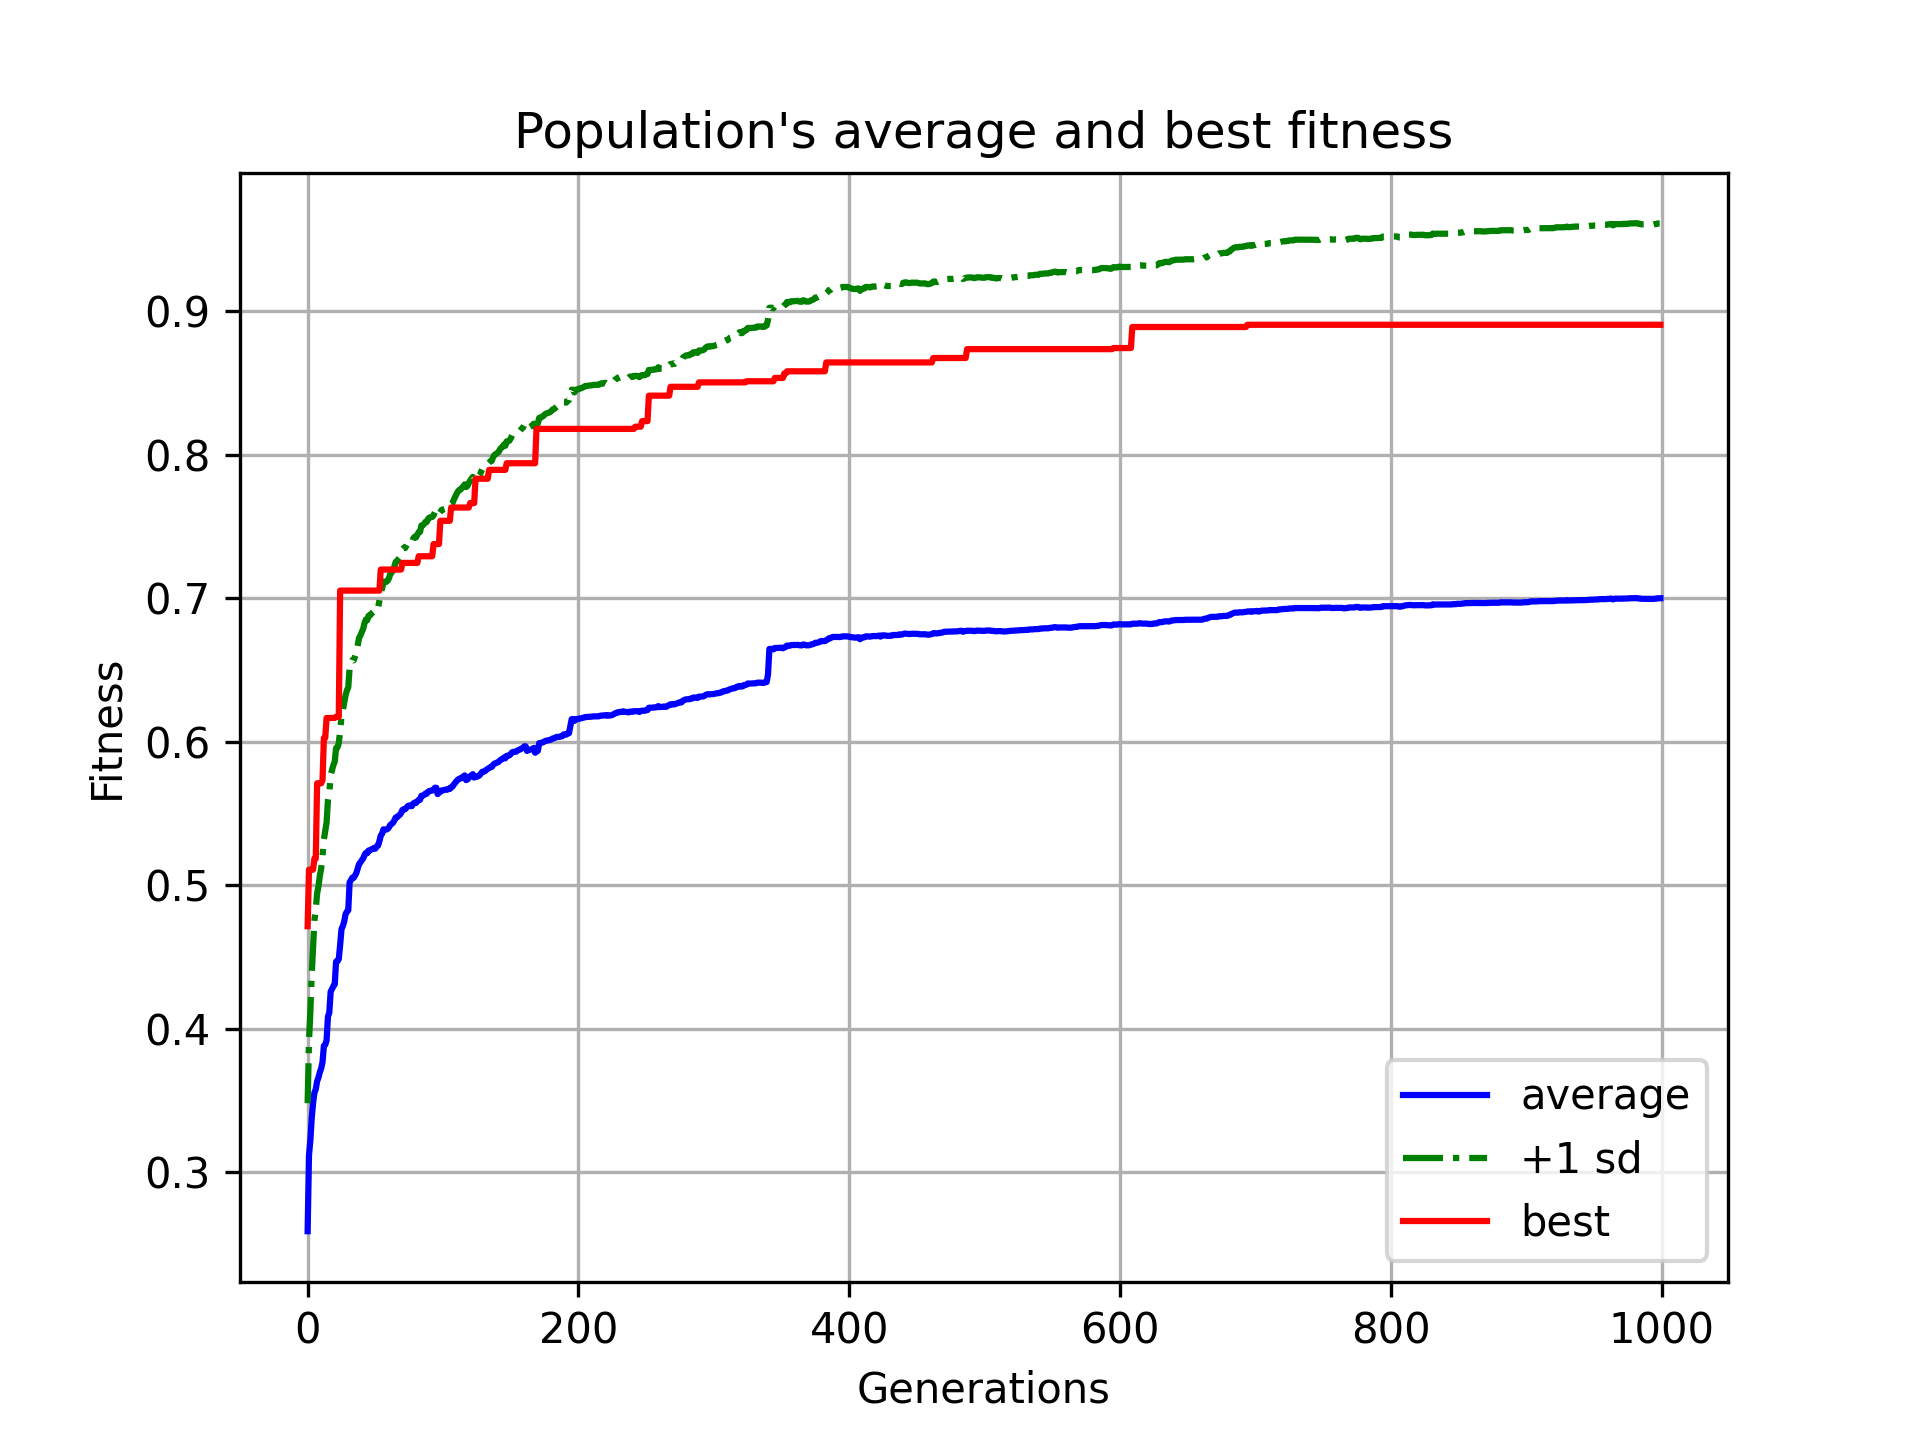 Population's average and best fitness
Fitness
0.9
0.8
0.7
0.6
0.5
0.4
0.3
average
+1 sd
best
0 200 400 600 800 1000
Generations